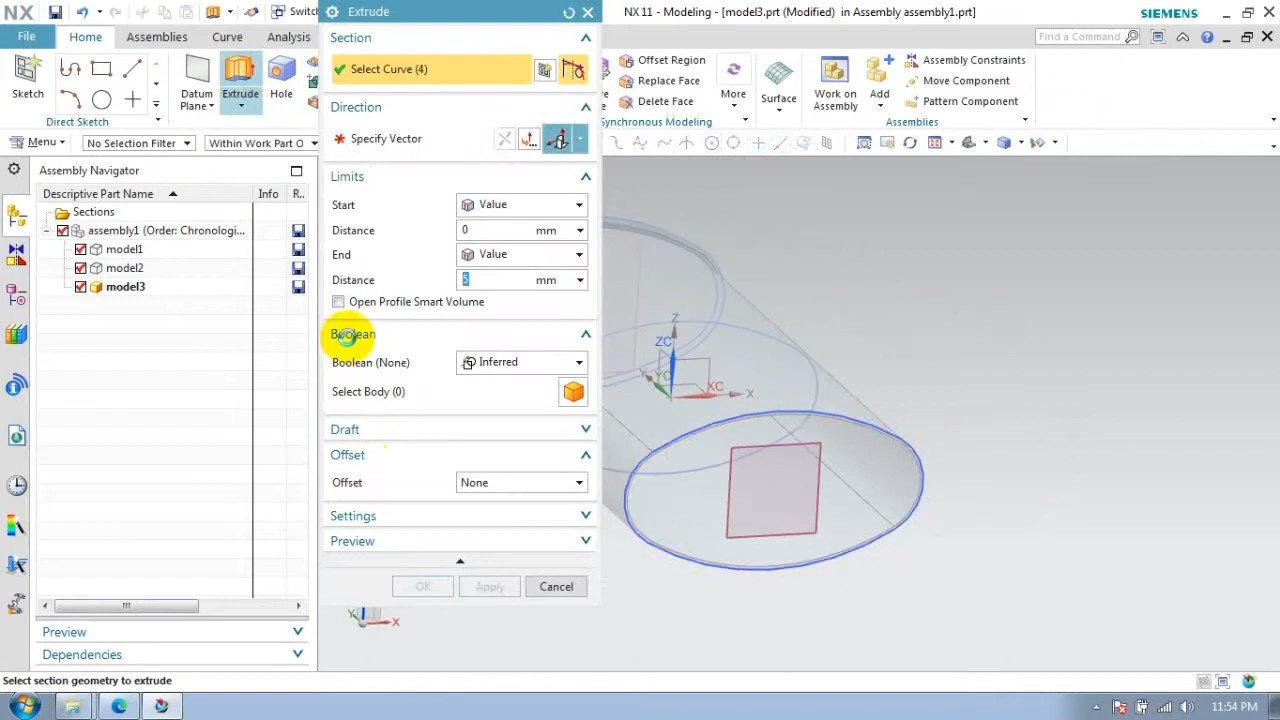 NX
Switch
Extrude
NX 11 - Modeling - [model3.prt (Modified) in Assembly assembly1.prt]
SIEMENS
File
Home
Assemblies
Curve
Analysis
Find a Command
Sketch
Direct Sketch
Datum
Plane
Extrude
Hole
Offset Region
Replace Face
Delete Face
More
Synchronous Modeling
Surface
Work on
Assembly
Add
Assembly Constraints
Move Component
Pattern Component
Assemblies
Menu
No Selection Filter
Within Work Part O
Assembly Navigator
Descriptive Part Name
Info
R..
Sections
assembly1 (Order: Chronologi...
model1
model2
model3
Preview
Dependencies
Section
Select Curve (4)
Direction
Specify Vector
Limits
Start
Value
Distance
0
mm
End
Value
Distance
5
mm
Open Profile Smart Volume
Boolean
Boolean (None)
Inferred
Select Body (0)
Draft
Offset
Offset
None
Settings
Preview
OK
Apply
Cancel
Z
ZC
Y
YC
XC
X
Y
X
Select section geometry to extrude
11:54 PM